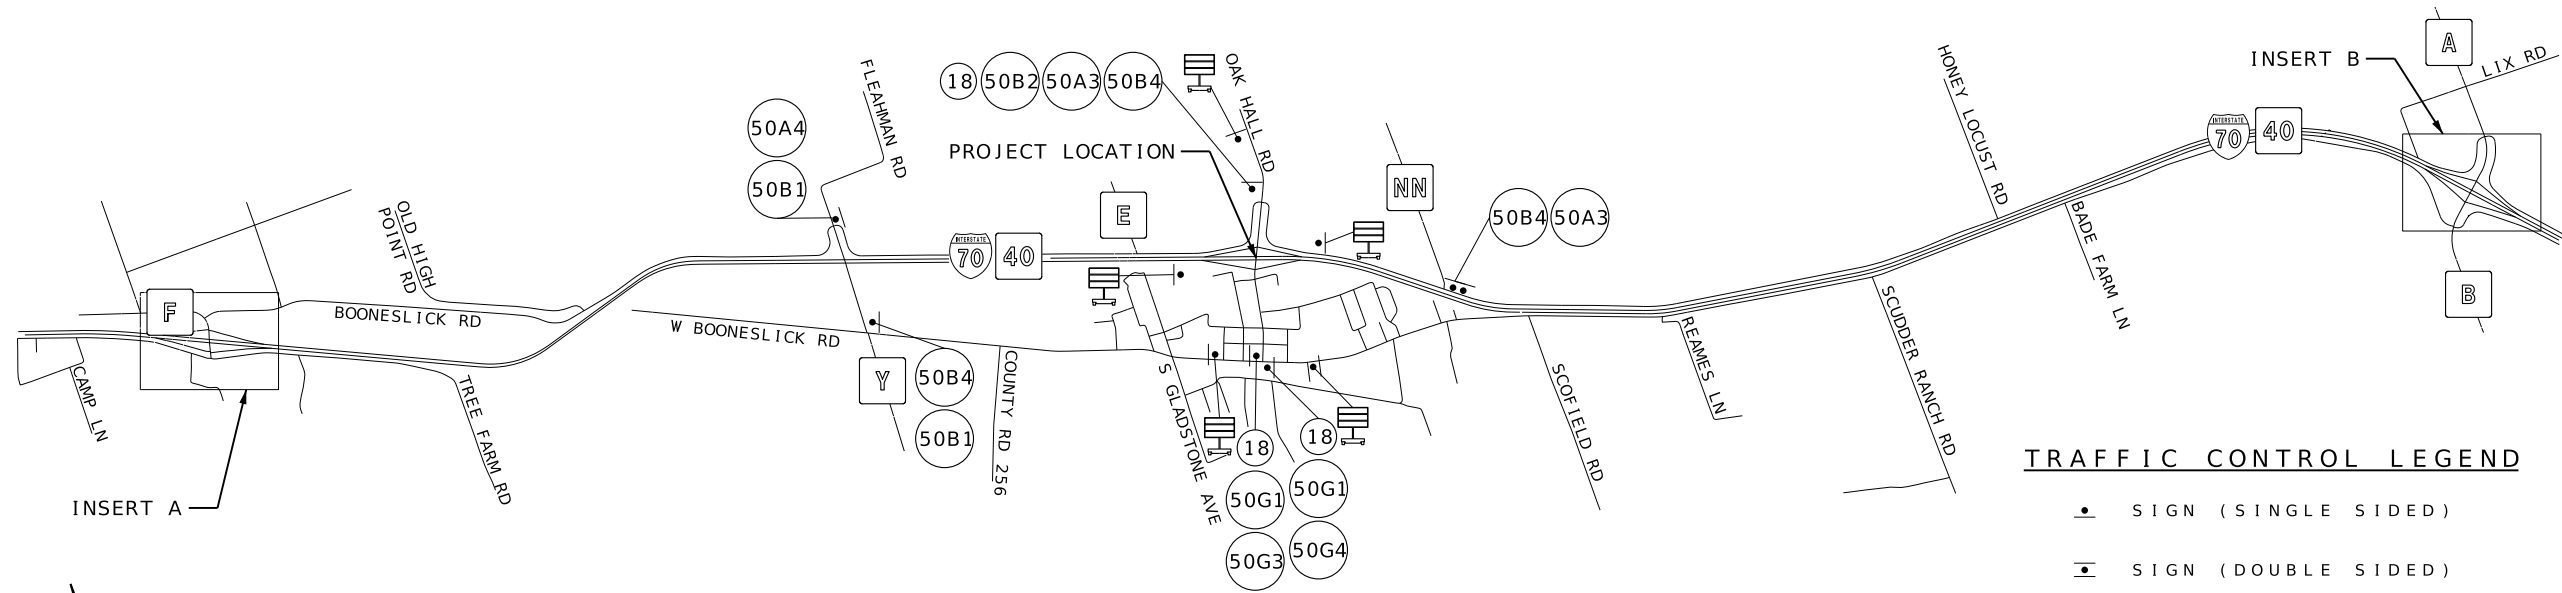 INSERT B
A
LIX RD
HONEY LOCUST RD
OAK HALL RD
FLEAHMAN RD
18
50B2
50A3
50B4
50A4
PROJECT LOCATION
INTERSTATE
70
40
50B1
NN
E
50B4
50A3
OLD HIGH
POINT RD
BADE FARM LN
INTERSTATE
70
40
F
BOONESLICK RD
W BOONESLICK RD
B
SCUDDER RANCH RD
REAMES LN
CAMP LN
TREE FARM RD
Y
50B4
50B1
COUNTY RD 256
S GLADSTONE AVE
SCOFIELD RD
18
50G1
50G3
18
50G1
50G4
INSERT A
TRAFFIC CONTROL LEGEND
SIGN (SINGLE SIDED)
SIGN (DOUBLE SIDED)